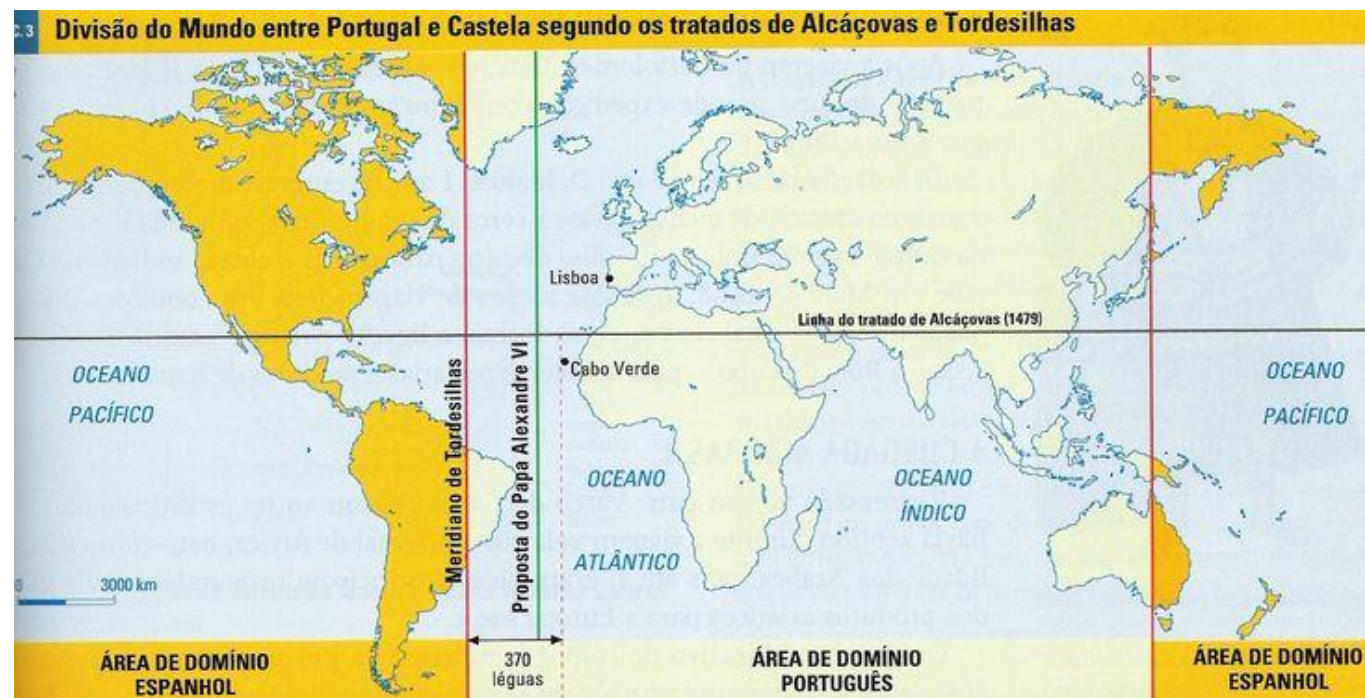 C. 3
Divisão do Mundo entre Portugal e Castela segundo os tratados de Alcáçovas e Tordesilhas
Lisboa
Linha do tratado de Alcáçovas (1479)
Cabo Verde
OCEANO
PACÍFICO
Meridiano de Tordesilhas
Proposta do Papa Alexandre VI
OCEANO
ATLÂNTICO
OCEANO
ÍNDICO
OCEANO
PACÍFICO
3000 km
ÁREA DE DOMÍNIO
ESPANHOL
370
léguas
ÁREA DE DOMÍNIO
PORTUGUÊS
ÁREA DE DOMÍNIO
ESPANHOL